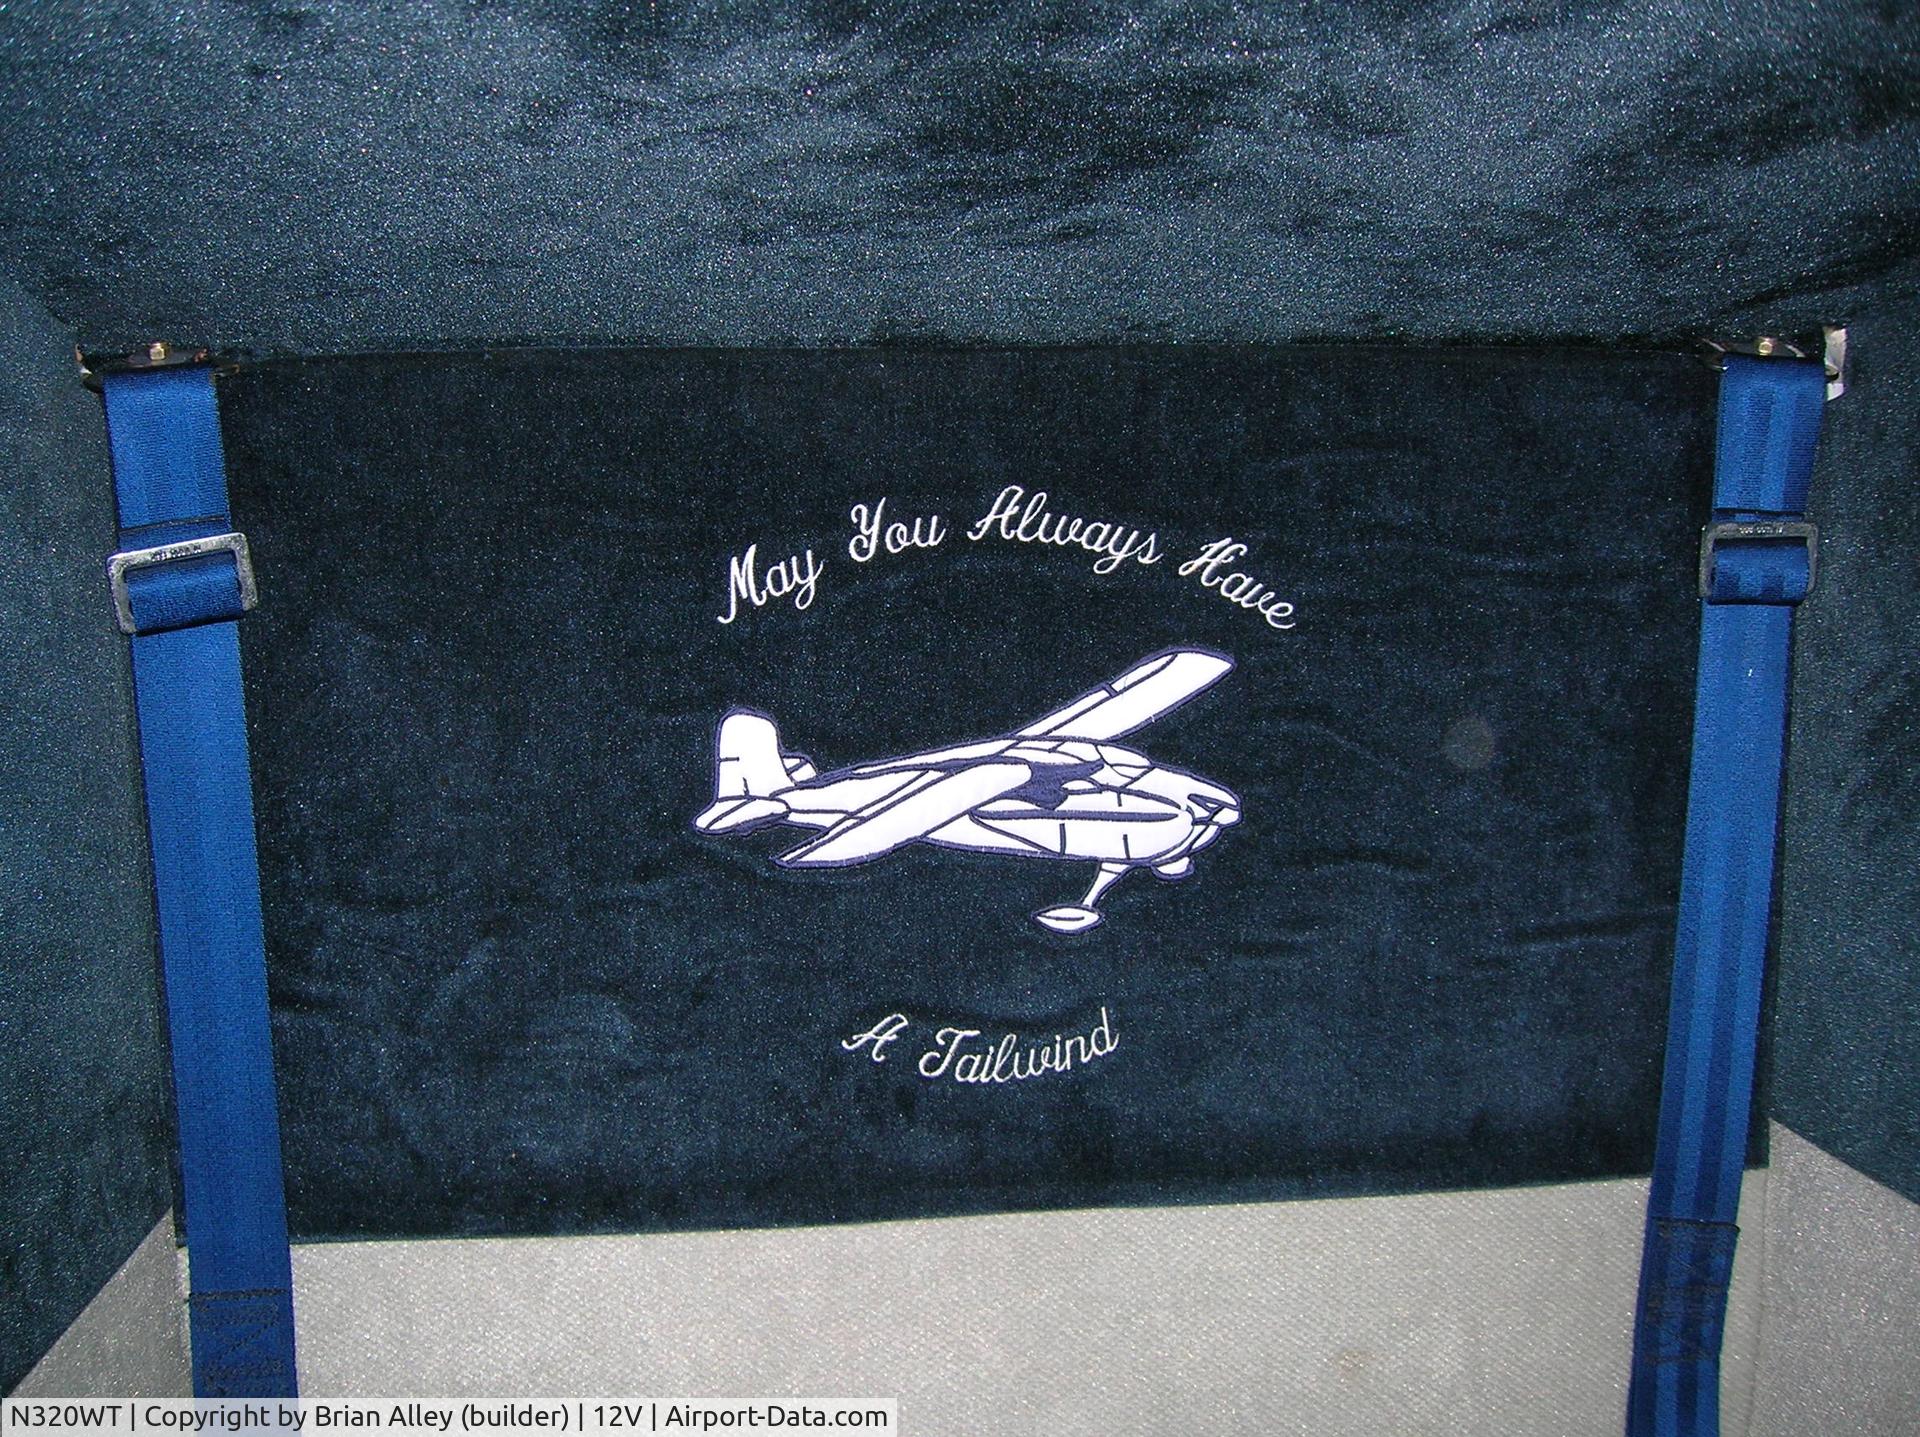 May You Always Have
A Tailwind
N320WT | Copyright by Brian Alley (builder) | 12V | Airport-Data.com